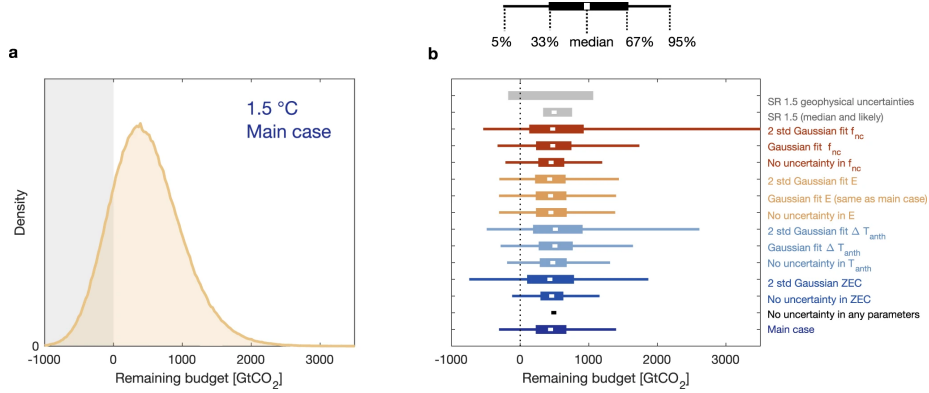 5% 33% median 67% 95%
a
1.5 °C
Main case
Density
0
-1000 0 1000 2000 3000
Remaining budget [GtCO2]
b
SR 1.5 geophysical uncertainties
SR 1.5 (median and likely)
2 std Gaussian fit fnc
Gaussian fit fnc
No uncertainty in fnc
2 std Gaussian fit E
Gaussian fit E (same as main case)
No uncertainty in E
2 std Gaussian fit Δ Tanth
Gaussian fit Δ Tanth
No uncertainty in Tanth
2 std Gaussian ZEC
No uncertainty in ZEC
No uncertainty in any parameters
Main case
-1000 0 1000 2000 3000
Remaining budget [GtCO2]